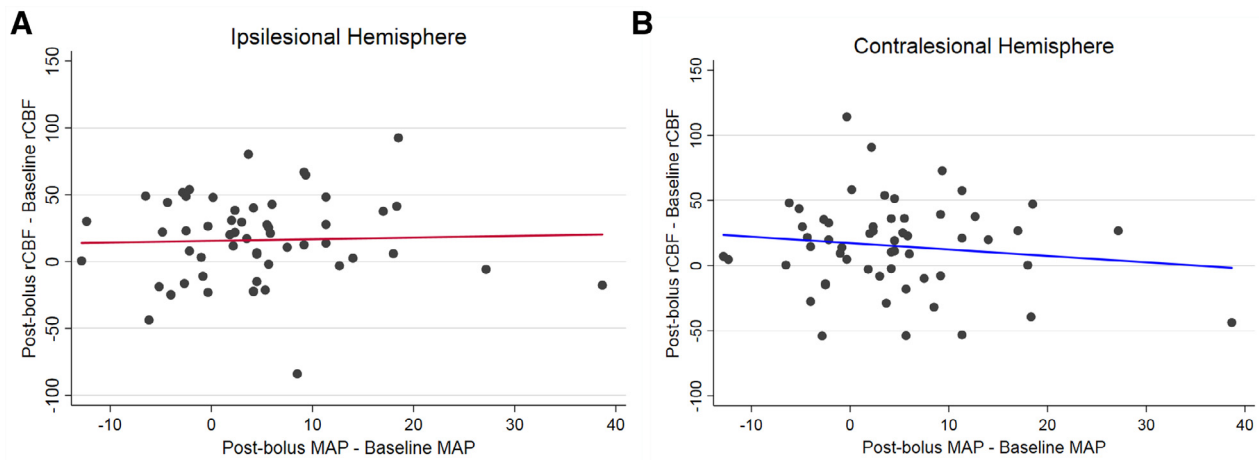 A
Ipsilesional Hemisphere
Post-bolus rCBF - Baseline rCBF
150
100
50
0
-50
-100
-10 0 10 20 30 40
Post-bolus MAP - Baseline MAP
B
Contralesional Hemisphere
Post-bolus rCBF - Baseline rCBF
150
100
50
0
-50
-100
-10 0 10 20 30 40
Post-bolus MAP - Baseline MAP